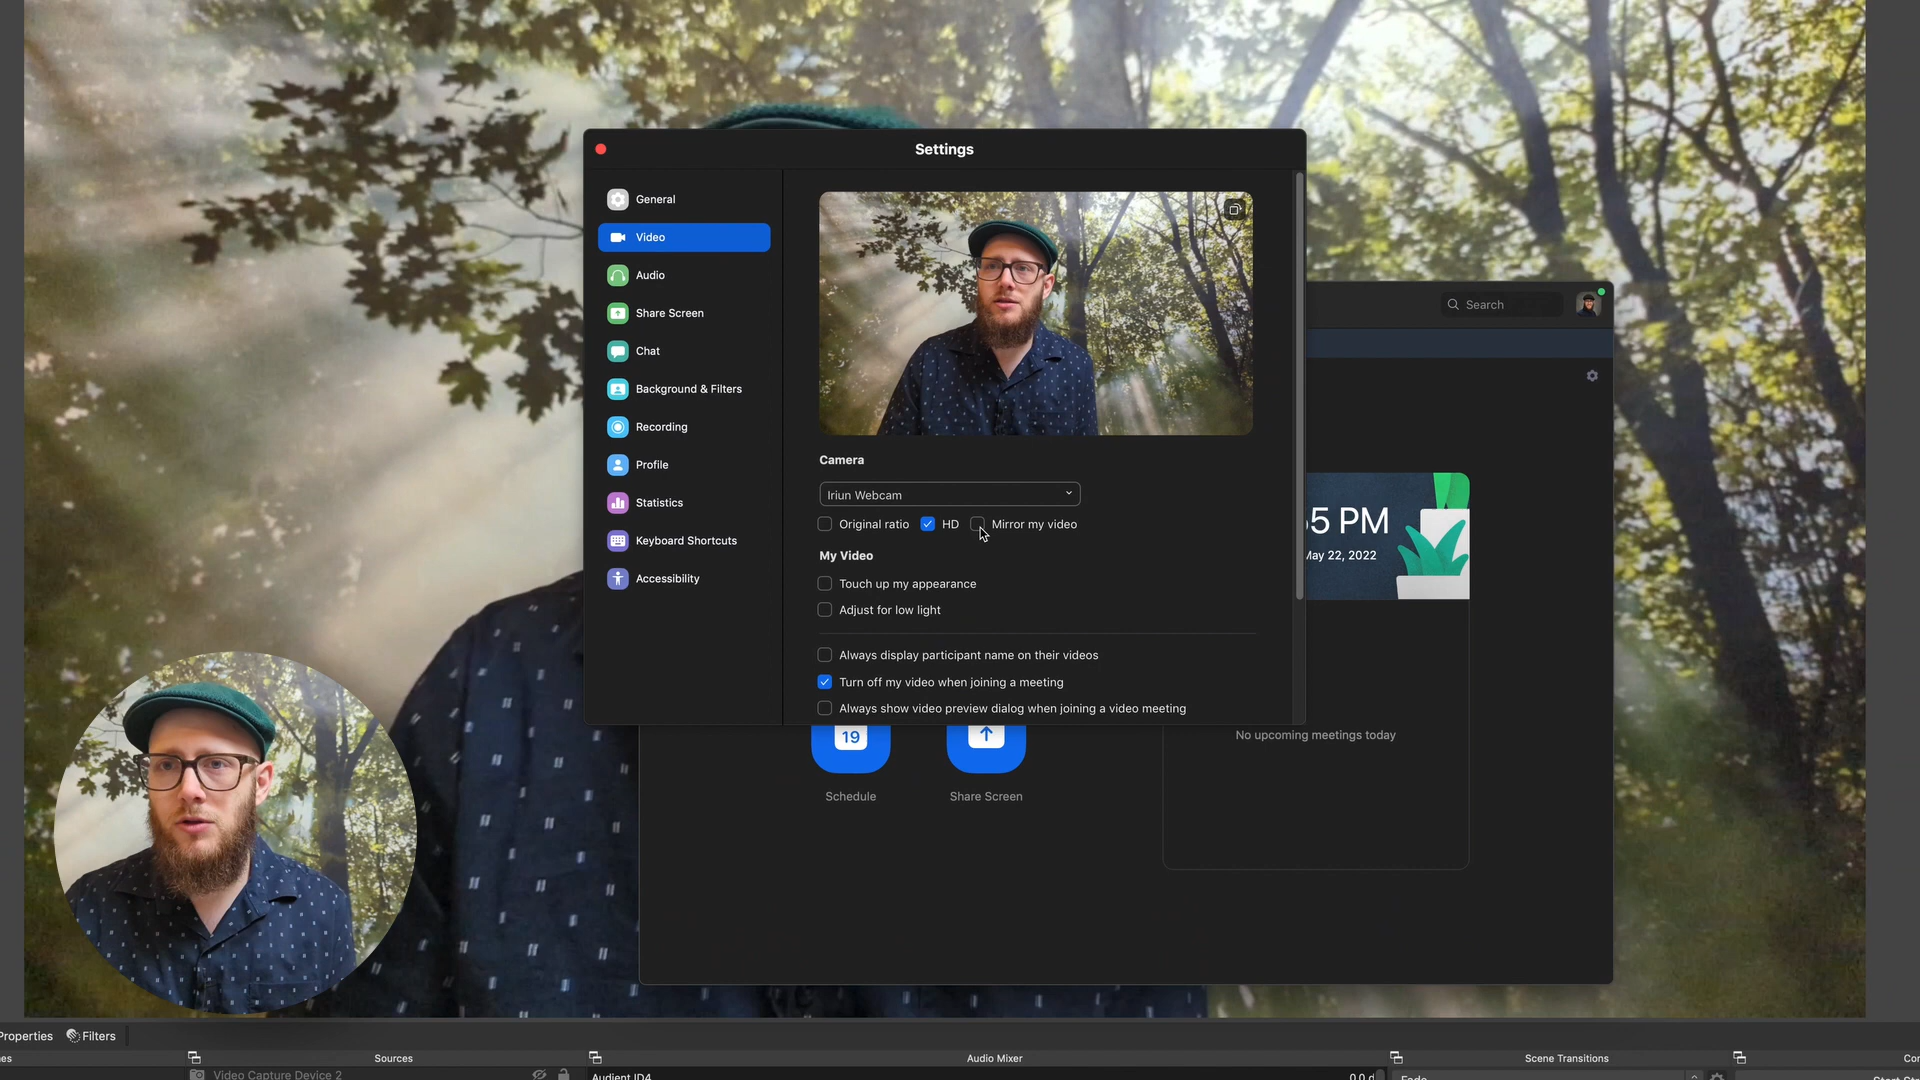 Settings
General
Video
Audio
Share Screen
Chat
Background & Filters
Recording
Profile
Statistics
Keyboard Shortcuts
Accessibility
Camera
Iriun Webcam
Original ratio
HD
Mirror my video
My Video
Touch up my appearance
Adjust for low light
Always display participant name on their videos
Turn off my video when joining a meeting
Always show video preview dialog when joining a video meeting
Search
5 PM
May 22, 2022
No upcoming meetings today
19
Schedule
Share Screen
Properties
Filters
Sources
Audio Mixer
Scene Transitions
Video Capture Device 2
Audient ID4
Fade